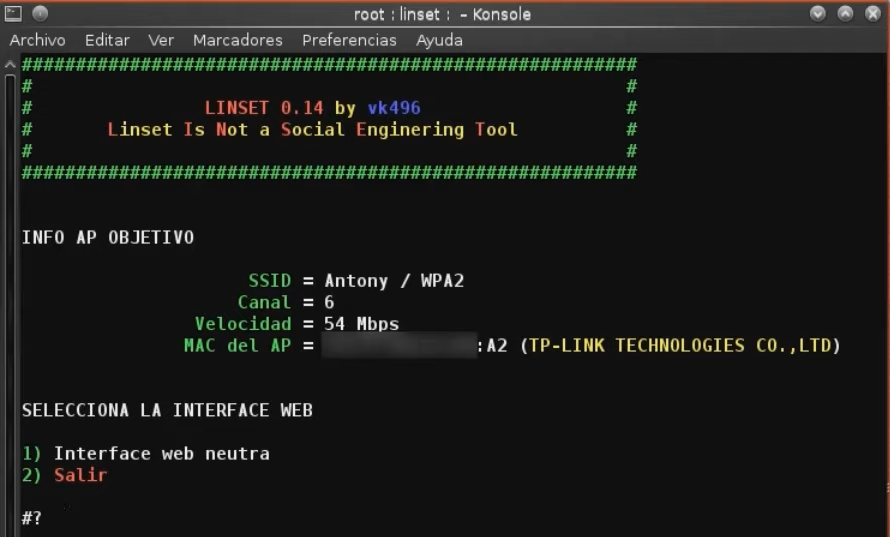 root : linset : – Konsole
Archivo Editar Ver Marcadores Preferencias Ayuda
#########################################################
# #
# LINSET 0.14 by vk496 #
# Linset Is Not a Social Enginering Tool #
# #
#########################################################
INFO AP OBJETIVO
SSID = Antony / WPA2
Canal = 6
Velocidad = 54 Mbps
MAC del AP = :A2 (TP-LINK TECHNOLOGIES CO.,LTD)
SELECCIONA LA INTERFACE WEB
1) Interface web neutra
2) Salir
#?